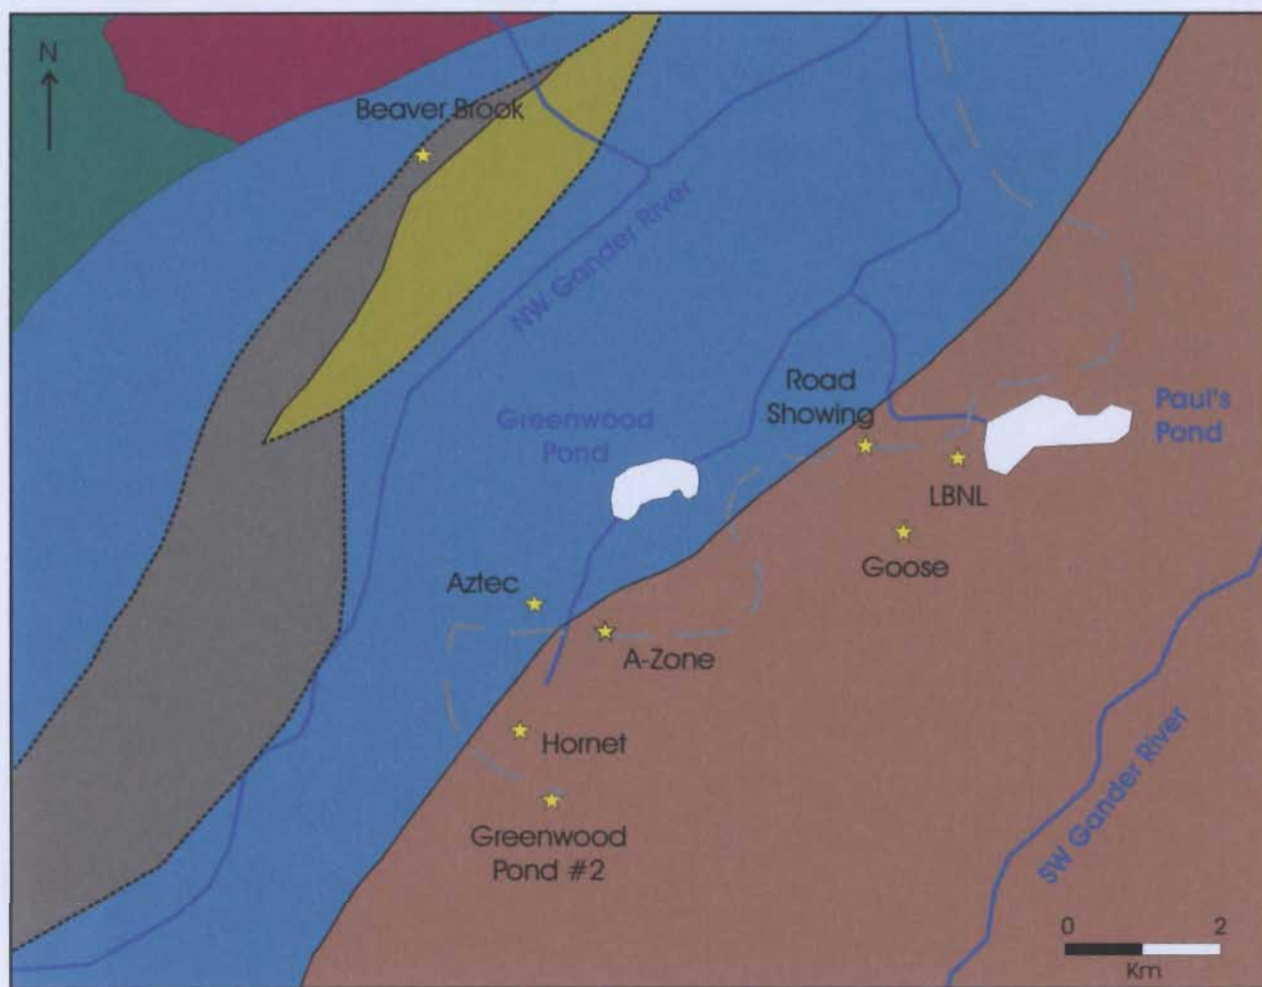 N
Beaver Brook
NW Gander River
Road
Showing
Greenwood
Pond
Paul's
Pond
LBNL
Goose
Aztec
A-Zone
Hornet
Greenwood
Pond #2
SW Gander River
0 2
Km